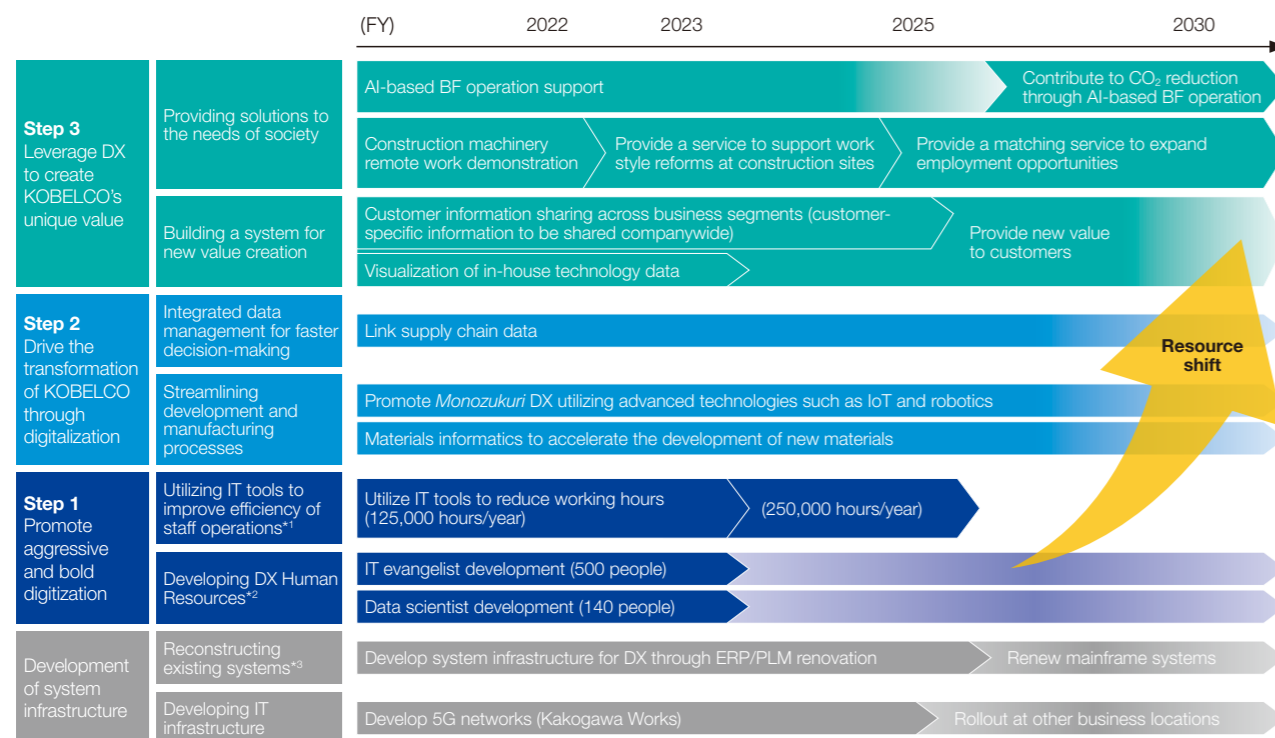 (FY) 2022 2023 2025 2030
Step 3
Leverage DX
to create
KOBELCO's
unique value
Providing solutions to
the needs of society
AI-based BF operation support
Contribute to CO₂ reduction
through AI-based BF operation
Construction machinery
remote work demonstration
Provide a service to support work
style reforms at construction sites
Provide a matching service to expand
employment opportunities
Building a system for
new value creation
Customer information sharing across business segments (customer-
specific information to be shared companywide)
Visualization of in-house technology data
Provide new value
to customers
Step 2
Drive the
transformation
of KOBELCO
through
digitalization
Integrated data
management for faster
decision-making
Link supply chain data
Resource
shift
Streamlining
development and
manufacturing
processes
Promote Monozukuri DX utilizing advanced technologies such as IoT and robotics
Materials informatics to accelerate the development of new materials
Step 1
Promote
aggressive
and bold
digitization
Utilizing IT tools to
improve efficiency of
staff operations*1
Utilize IT tools to reduce working hours
(125,000 hours/year)
(250,000 hours/year)
Developing DX Human
Resources*2
IT evangelist development (500 people)
Data scientist development (140 people)
Development
of system
infrastructure
Reconstructing
existing systems*3
Develop system infrastructure for DX through ERP/PLM renovation
Renew mainframe systems
Developing IT
infrastructure
Develop 5G networks (Kakogawa Works)
Rollout at other business locations